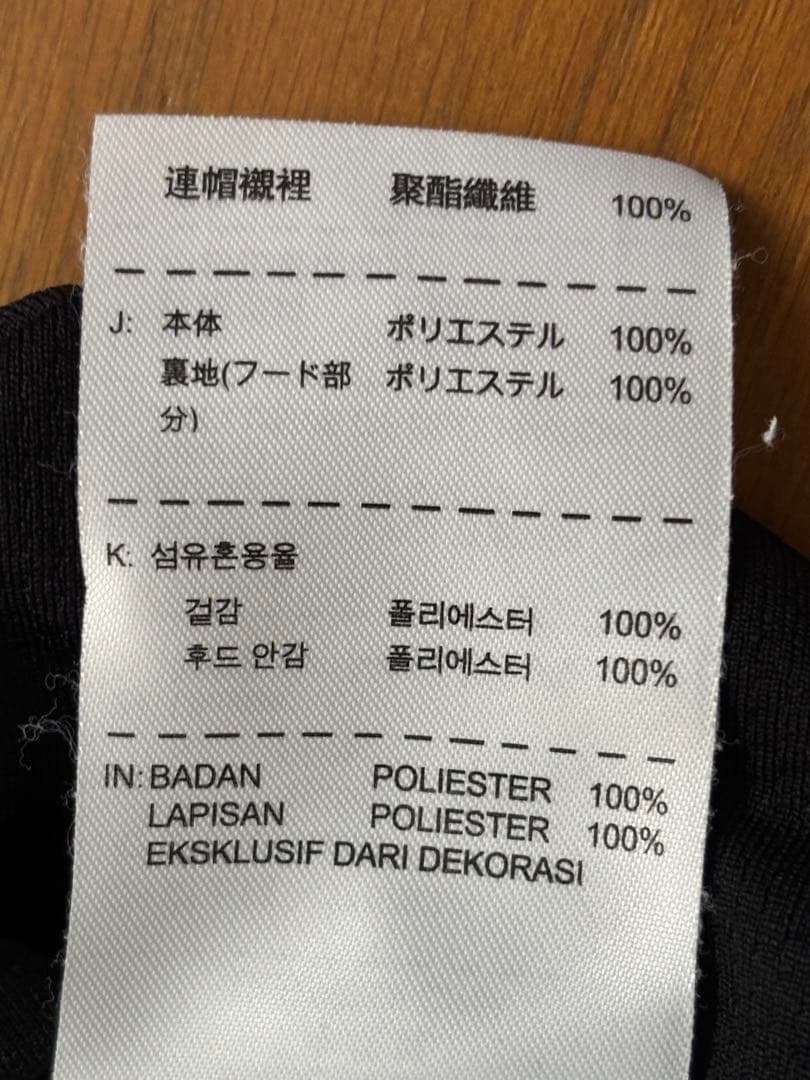 連帽襯裡 聚酯纖維 100%
J: 本体 ポリエステル 100%
裏地(フード部 ポリエステル 100%
分)
K: 섬유혼용율
겉감 폴리에스터 100%
후드 안감 폴리에스터 100%
IN: BADAN POLIESTER 100%
LAPISAN POLIESTER 100%
EKSKLUSIF DARI DEKORASI